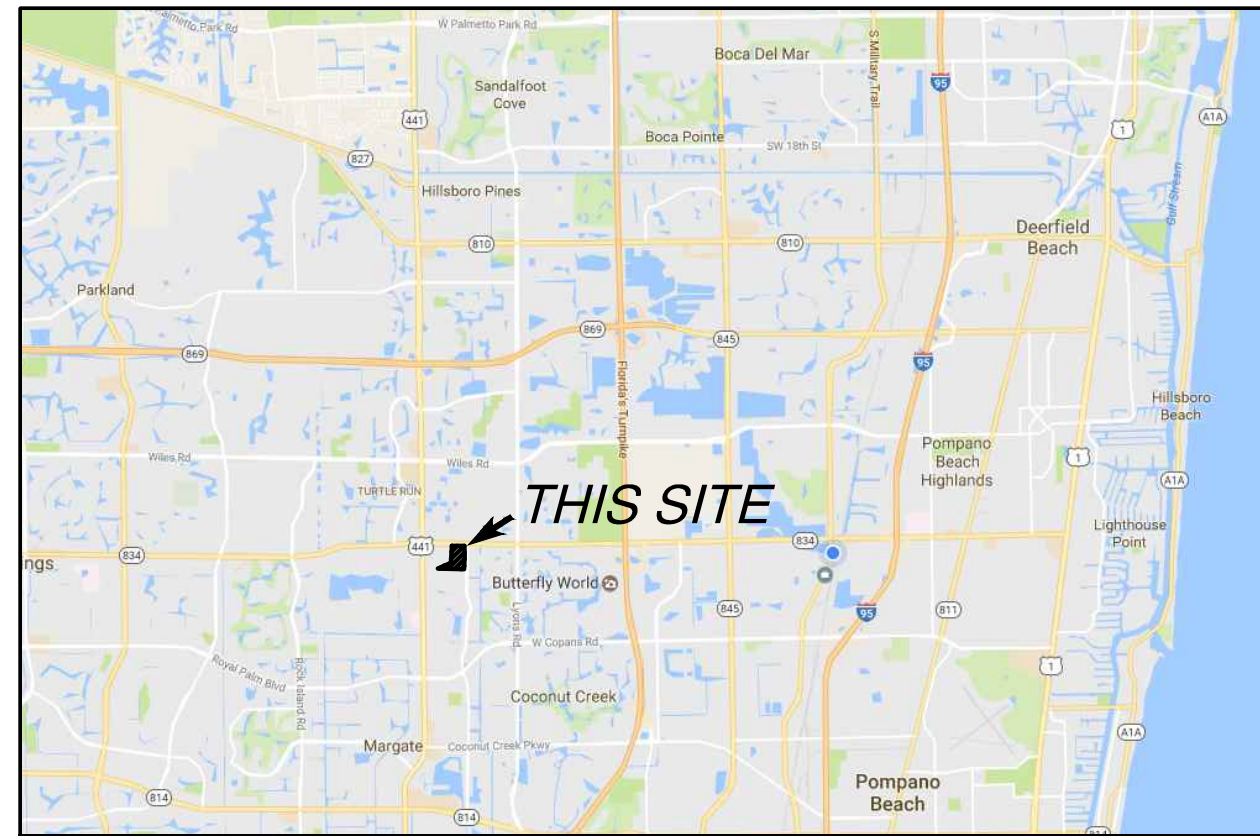 W Palmetto Park Rd
S Military Trail
Boca Del Mar
Sandalfoot
Cove
95
441
A1A
1
Boca Pointe
SW 18th St
827
Hillsboro Pines
Gulf Stream
Deerfield
Beach
810
810
Parkland
869
845
869
95
Florida's Turnpike
Hillsboro
Beach
Pompano
Beach
Highlands
1
Wiles Rd
Wiles Rd
TURTLE RUN
A1A
THIS SITE
Lighthouse
Point
834
441
834
ngs
Butterfly World
845
95
811
Lyons Rd
W Copans Rd
Royal Palm Blvd
Rock Island Rd
1
Coconut Creek
A1A
Margate
Coconut Creek Pkwy
Pompano
Beach
814
814
814